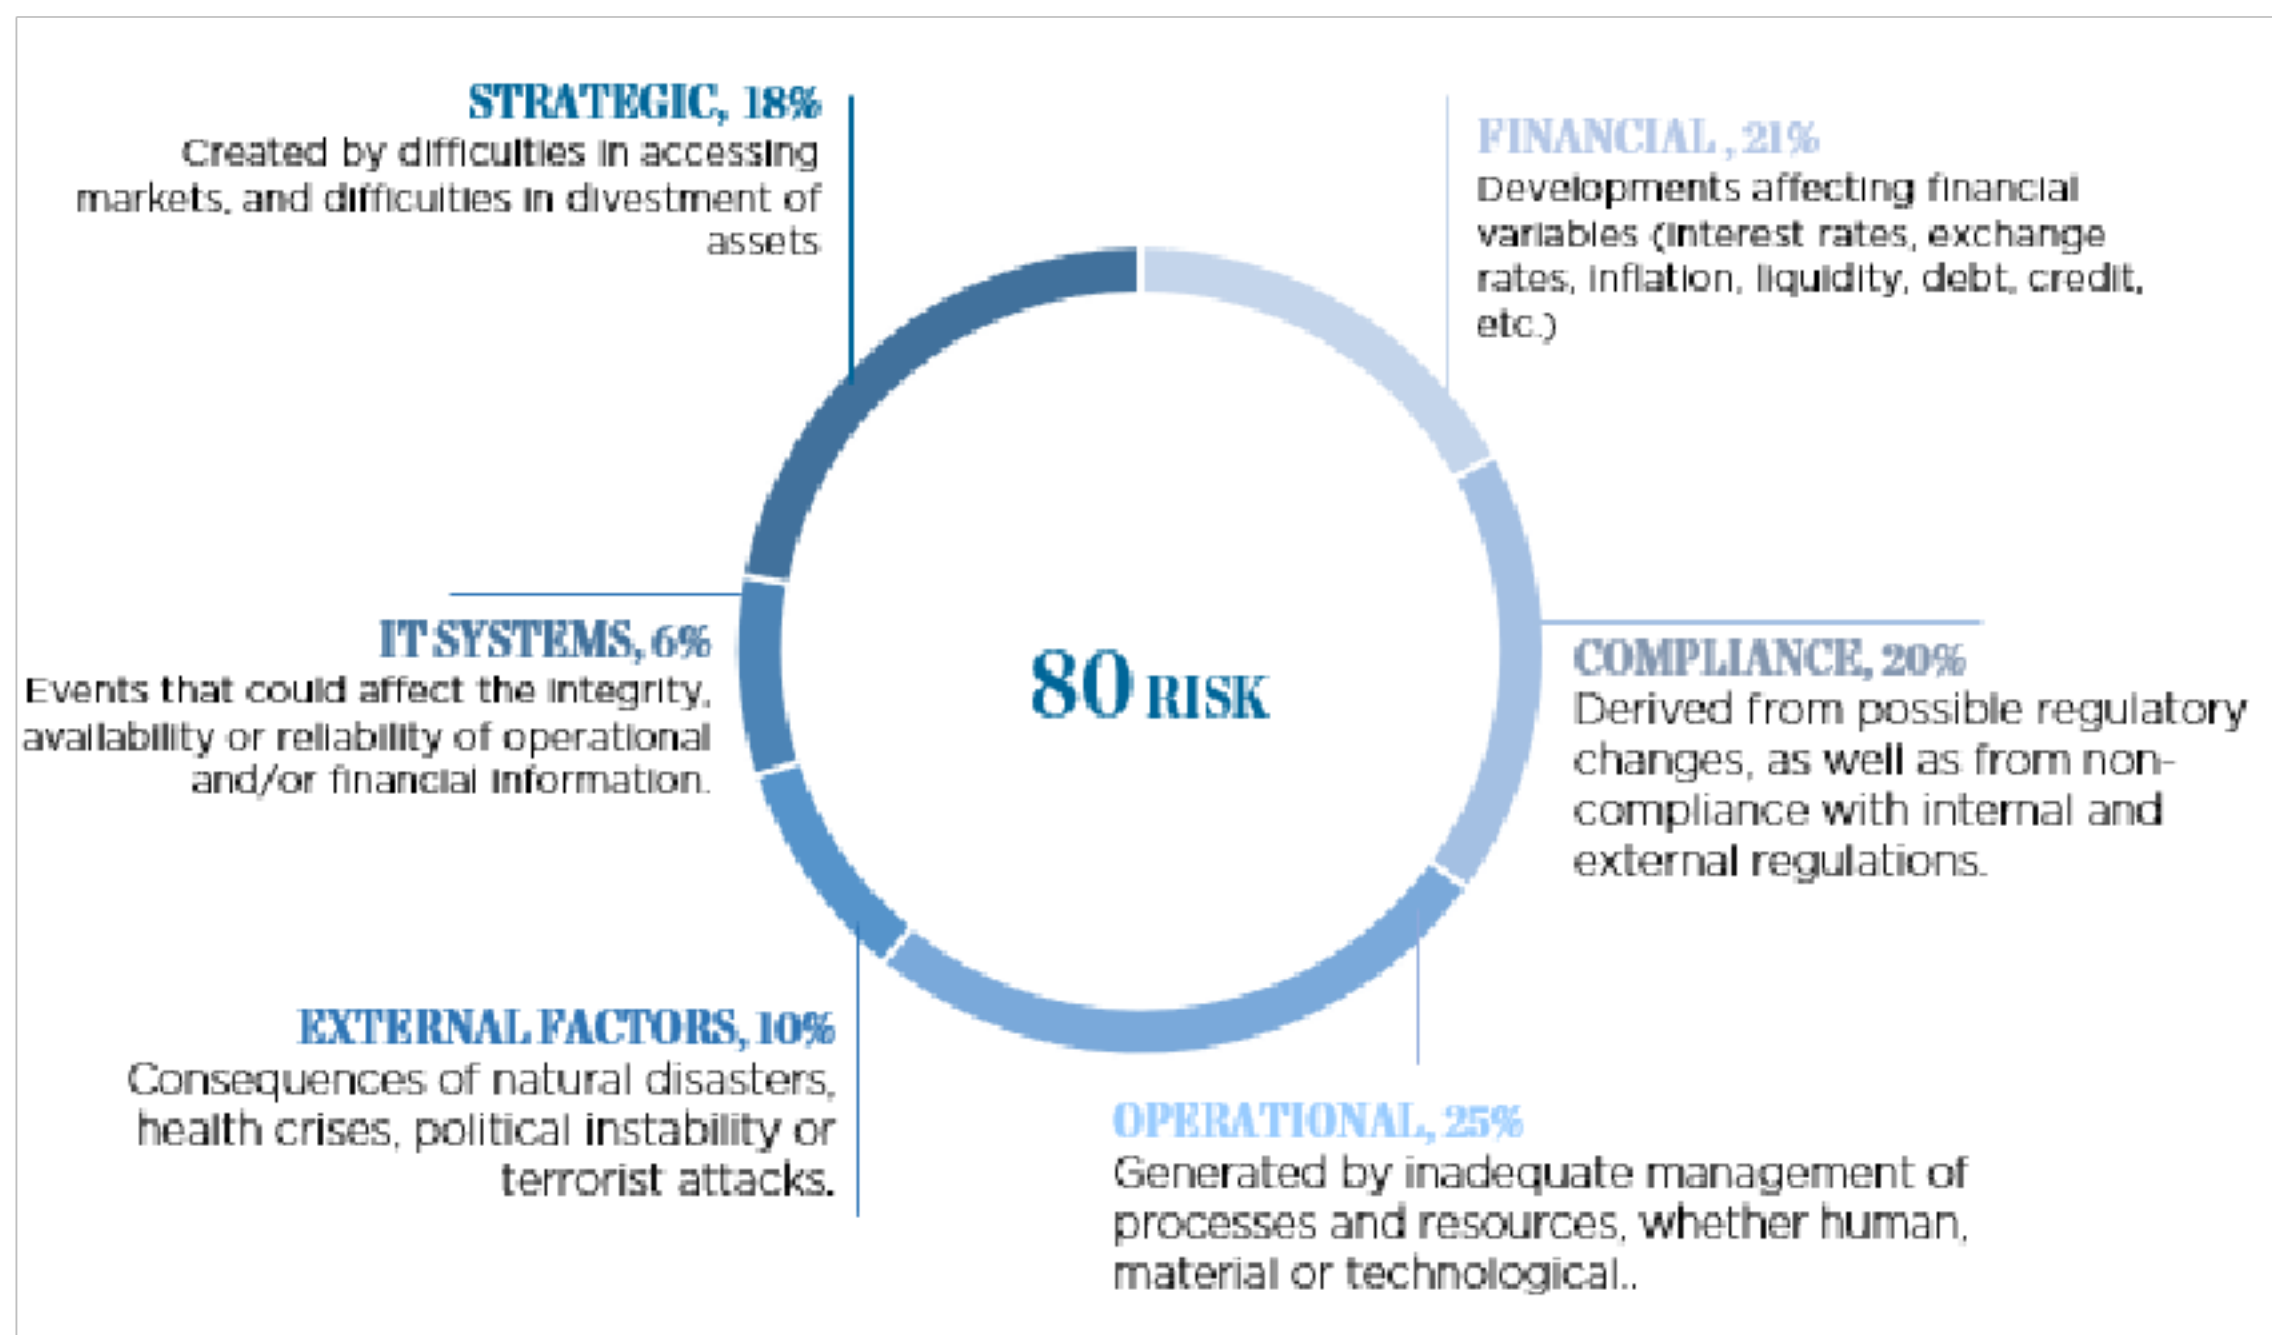 STRATEGIC, 18%
Created by difficulties in accessing
markets, and difficulties in divestment of
assets
FINANCIAL , 21%
Developments affecting financial
variables (interest rates, exchange
rates, inflation, liquidity, debt, credit,
etc.)
IT SYSTEMS, 6%
Events that could affect the integrity,
availability or reliability of operational
and/or financial information.
80 RISK
COMPLIANCE, 20%
Derived from possible regulatory
changes, as well as from non-
compliance with internal and
external regulations.
EXTERNAL FACTORS, 10%
Consequences of natural disasters,
health crises, political instability or
terrorist attacks.
OPERATIONAL, 25%
Generated by inadequate management of
processes and resources, whether human,
material or technological..